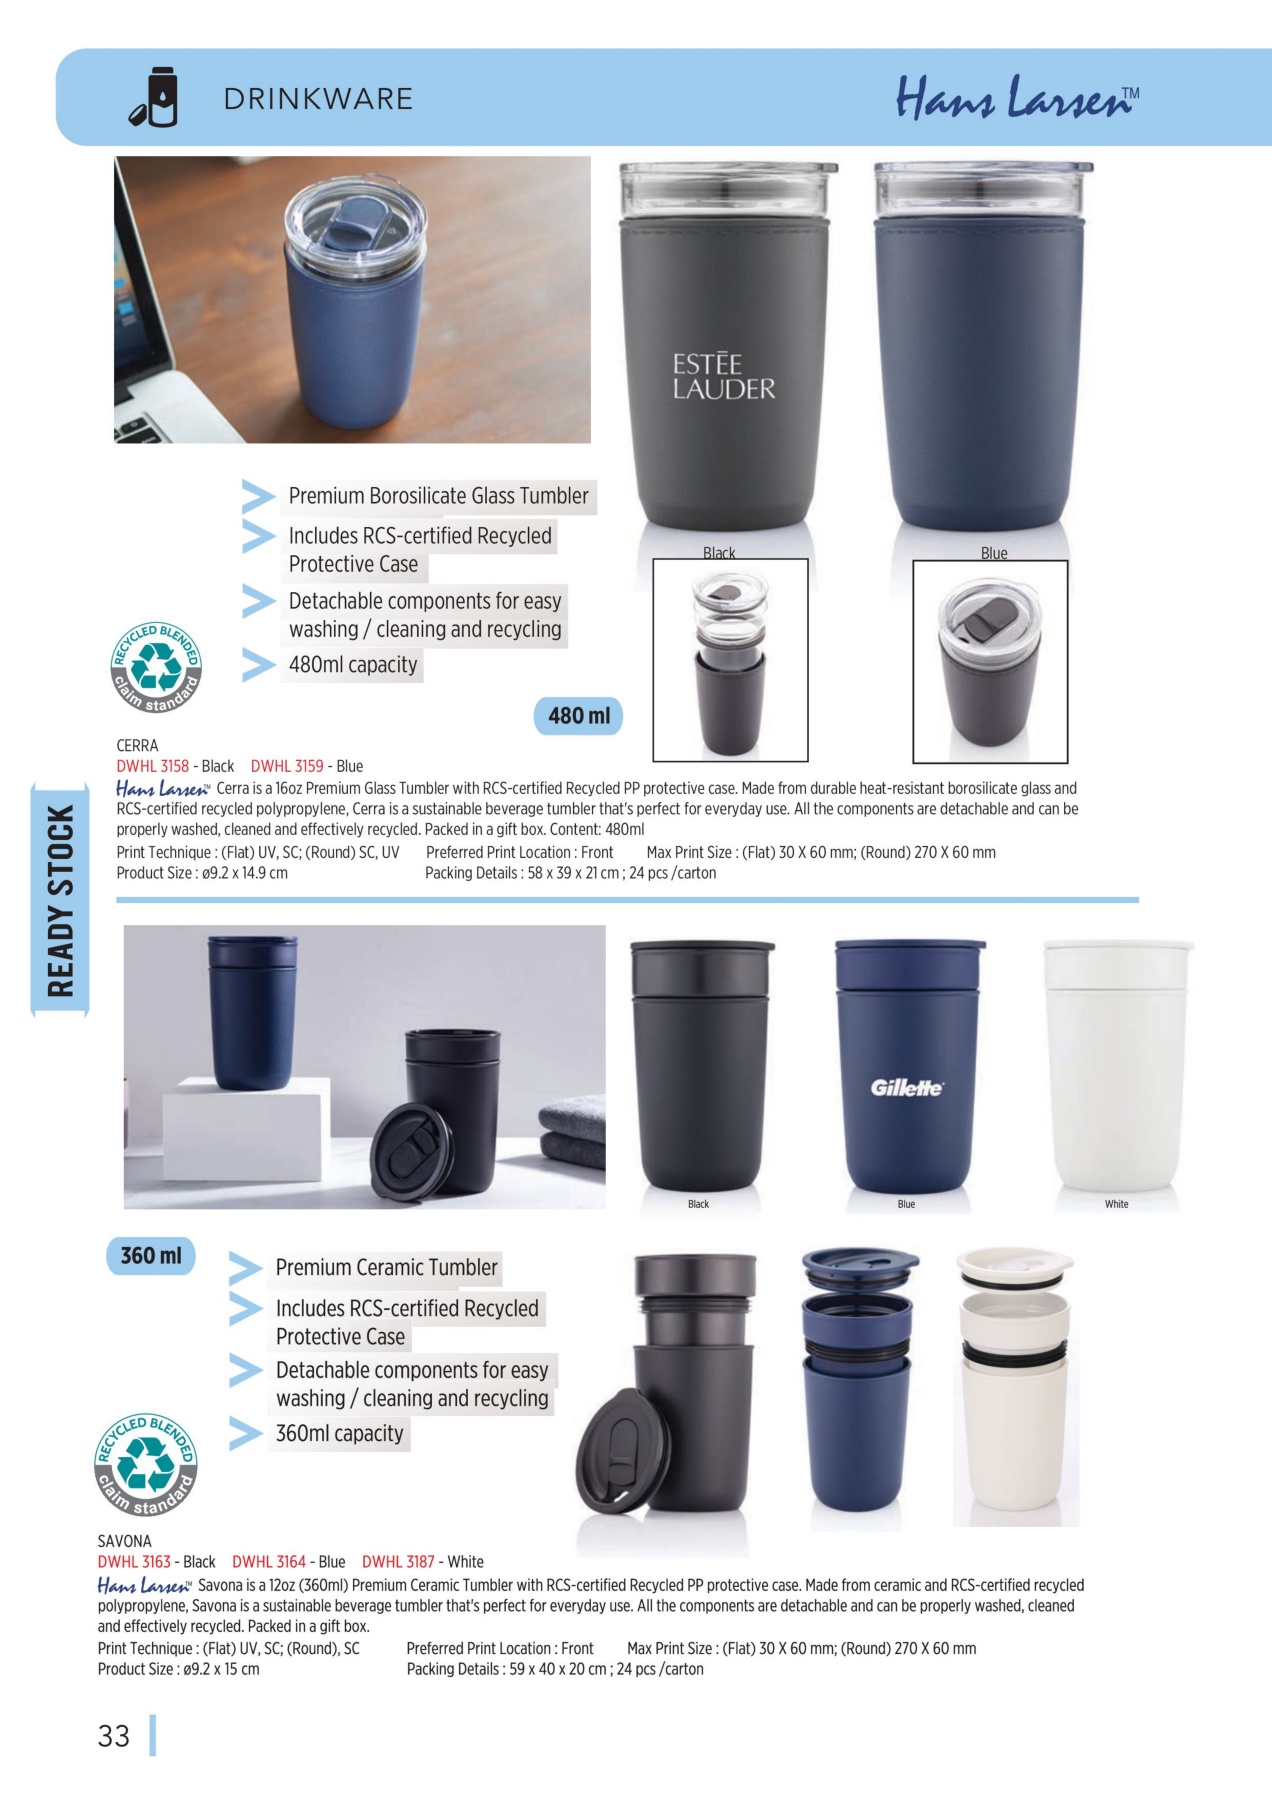 DRINKWARE
Hans Larsen™
ESTĒE
LAUDER
Premium Borosilicate Glass Tumbler
Includes RCS-certified Recycled
Protective Case
Detachable components for easy
washing / cleaning and recycling
480ml capacity
Black
Blue
RECYCLED BLENDED
claim standard
480 ml
CERRA
DWHL 3158 - Black DWHL 3159 - Blue
Hans Larsen™ Cerra is a 16oz Premium Glass Tumbler with RCS-certified Recycled PP protective case. Made from durable heat-resistant borosilicate glass and
RCS-certified recycled polypropylene, Cerra is a sustainable beverage tumbler that's perfect for everyday use. All the components are detachable and can be
properly washed, cleaned and effectively recycled. Packed in a gift box. Content: 480ml
Print Technique : (Flat) UV, SC; (Round) SC, UV Preferred Print Location : Front Max Print Size : (Flat) 30 X 60 mm; (Round) 270 X 60 mm
Product Size : ø9.2 x 14.9 cm Packing Details : 58 x 39 x 21 cm ; 24 pcs /carton
READY STOCK
Gillette
Black
Blue
White
360 ml
Premium Ceramic Tumbler
Includes RCS-certified Recycled
Protective Case
Detachable components for easy
washing / cleaning and recycling
360ml capacity
RECYCLED BLENDED
claim standard
SAVONA
DWHL 3163 - Black DWHL 3164 - Blue DWHL 3187 - White
Hans Larsen™ Savona is a 12oz (360ml) Premium Ceramic Tumbler with RCS-certified Recycled PP protective case. Made from ceramic and RCS-certified recycled
polypropylene, Savona is a sustainable beverage tumbler that's perfect for everyday use. All the components are detachable and can be properly washed, cleaned
and effectively recycled. Packed in a gift box.
Print Technique : (Flat) UV, SC; (Round), SC Preferred Print Location : Front Max Print Size : (Flat) 30 X 60 mm; (Round) 270 X 60 mm
Product Size : ø9.2 x 15 cm Packing Details : 59 x 40 x 20 cm ; 24 pcs /carton
33